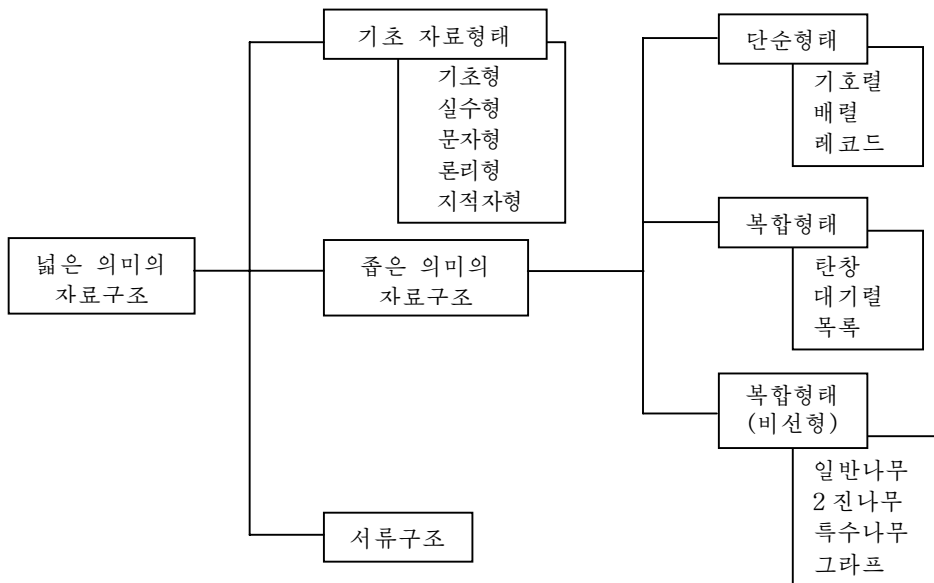 기초 자료형태
기초형
실수형
문자형
론리형
지적자형
단순형태
기호렬
배렬
레코드
넓은 의미의
자료구조
좁은 의미의
자료구조
복합형태
탄창
대기렬
목록
복합형태
(비선형)
일반나무
2 진나무
특수나무
그라프
서류구조